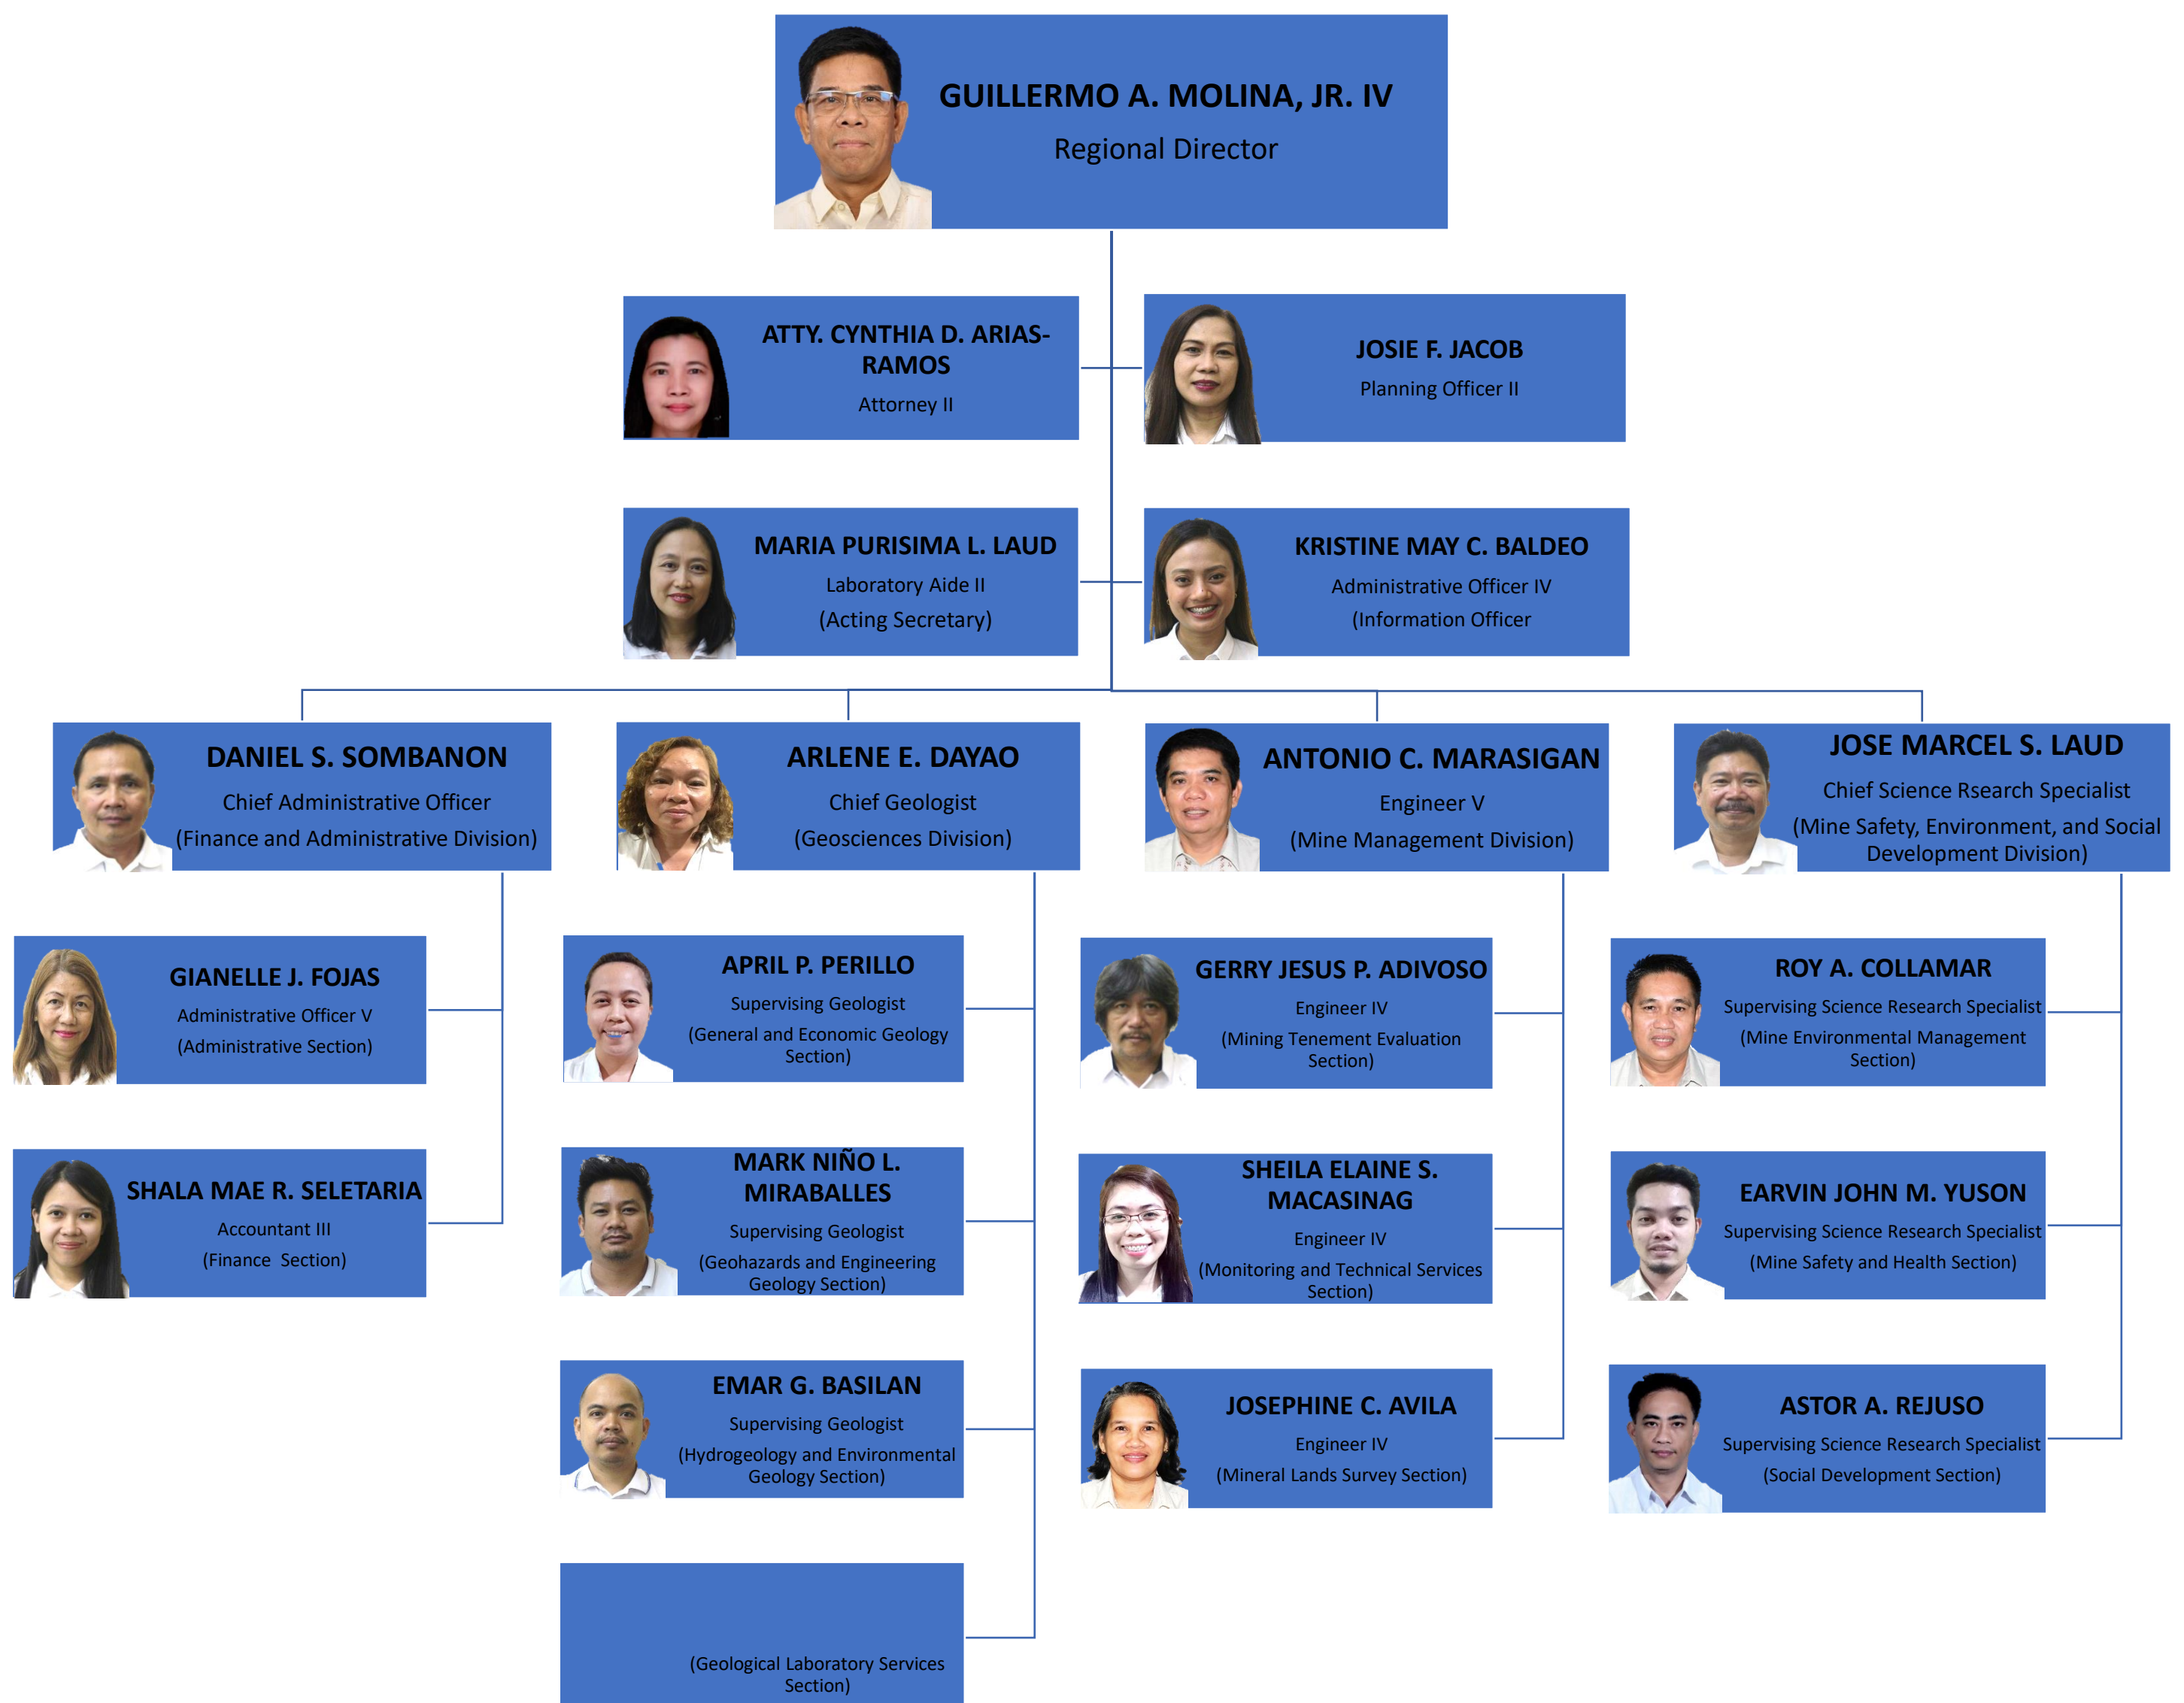 GUILLERMO A. MOLINA, JR. IV
Regional Director
ATTY. CYNTHIA D. ARIAS-
RAMOS
Attorney II
JOSIE F. JACOB
Planning Officer II
MARIA PURISIMA L. LAUD
Laboratory Aide II
(Acting Secretary)
KRISTINE MAY C. BALDEO
Administrative Officer IV
(Information Officer
DANIEL S. SOMBANON
Chief Administrative Officer
(Finance and Administrative Division)
ARLENE E. DAYAO
Chief Geologist
(Geosciences Division)
ANTONIO C. MARASIGAN
Engineer V
(Mine Management Division)
JOSE MARCEL S. LAUD
Chief Science Rsearch Specialist
(Mine Safety, Environment, and Social
Development Division)
GIANELLE J. FOJAS
Administrative Officer V
(Administrative Section)
APRIL P. PERILLO
Supervising Geologist
(General and Economic Geology
Section)
GERRY JESUS P. ADIVOSO
Engineer IV
(Mining Tenement Evaluation
Section)
ROY A. COLLAMAR
Supervising Science Research Specialist
(Mine Environmental Management
Section)
SHALA MAE R. SELETARIA
Accountant III
(Finance  Section)
MARK NIÑO L.
MIRABALLES
Supervising Geologist
(Geohazards and Engineering
Geology Section)
SHEILA ELAINE S.
MACASINAG
Engineer IV
(Monitoring and Technical Services
Section)
EARVIN JOHN M. YUSON
Supervising Science Research Specialist
(Mine Safety and Health Section)
EMAR G. BASILAN
Supervising Geologist
(Hydrogeology and Environmental
Geology Section)
JOSEPHINE C. AVILA
Engineer IV
(Mineral Lands Survey Section)
ASTOR A. REJUSO
Supervising Science Research Specialist
(Social Development Section)
(Geological Laboratory Services
Section)